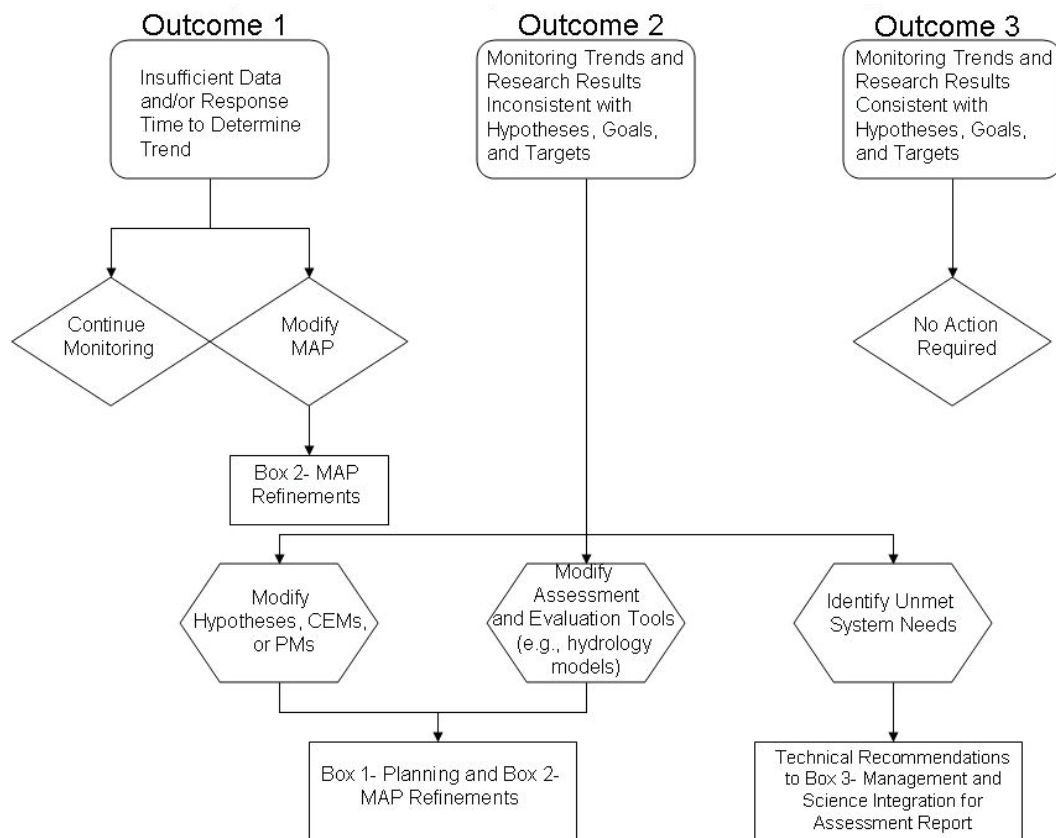 Outcome 1
Insufficient Data
and/or Response
Time to Determine
Trend
Continue
Monitoring
Modify
MAP
Box 2- MAP
Refinements
Outcome 2
Monitoring Trends and
Research Results
Inconsistent with
Hypotheses, Goals,
and Targets
Modify
Hypotheses, CEMs,
or PMs
Modify
Assessment
and Evaluation Tools
(e.g., hydrology
models)
Identify Unmet
System Needs
Box 1- Planning and Box 2-
MAP Refinements
Technical Recommendations
to Box 3- Management and
Science Integration for
Assessment Report
Outcome 3
Monitoring Trends and
Research Results
Consistent with
Hypotheses, Goals,
and Targets
No Action
Required